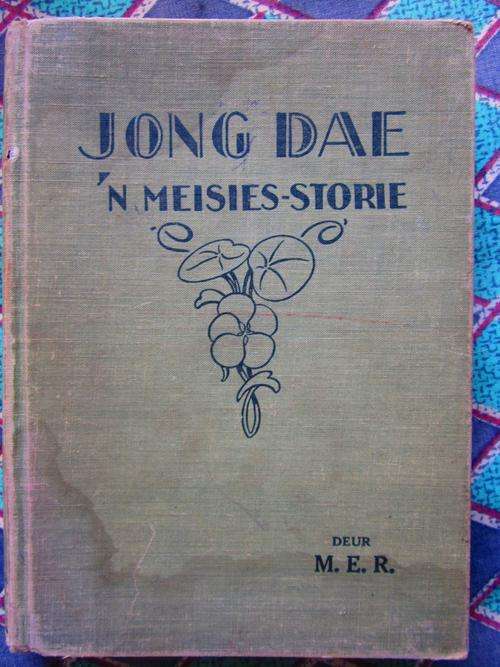 JONG DAE
'N MEISIES-STORIE
DEUR
M. E. R.